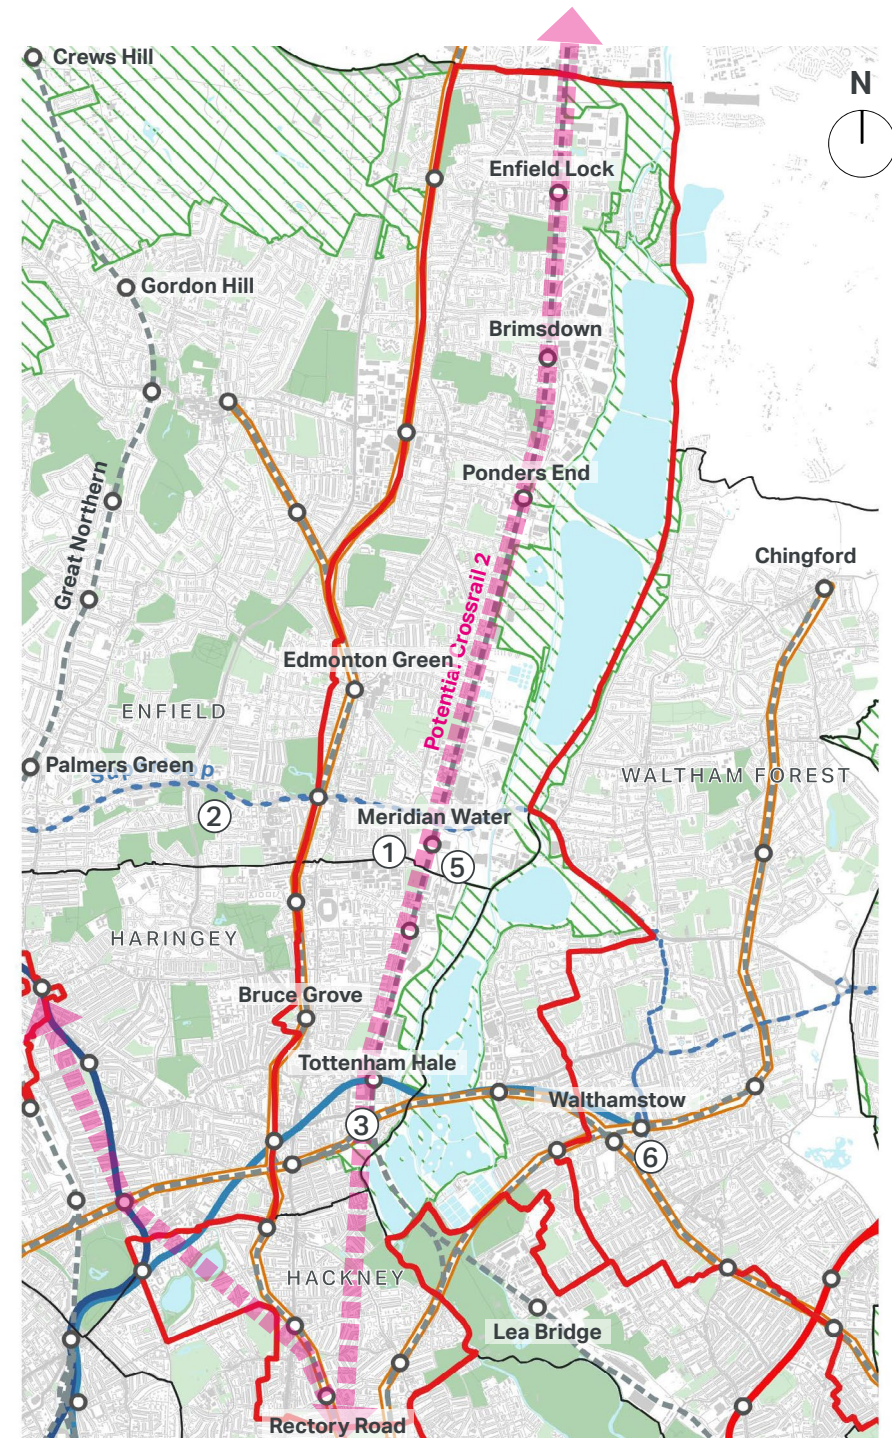 Crews Hill
N
Enfield Lock
Gordon Hill
Brimsdown
Great Northern
Ponders End
Chingford
Potential Crossrail 2
Edmonton Green
ENFIELD
Palmers Green
WALTHAM FOREST
2
Meridian Water
1
5
HARINGEY
Bruce Grove
Tottenham Hale
Walthamstow
3
6
HACKNEY
Lea Bridge
Rectory Road